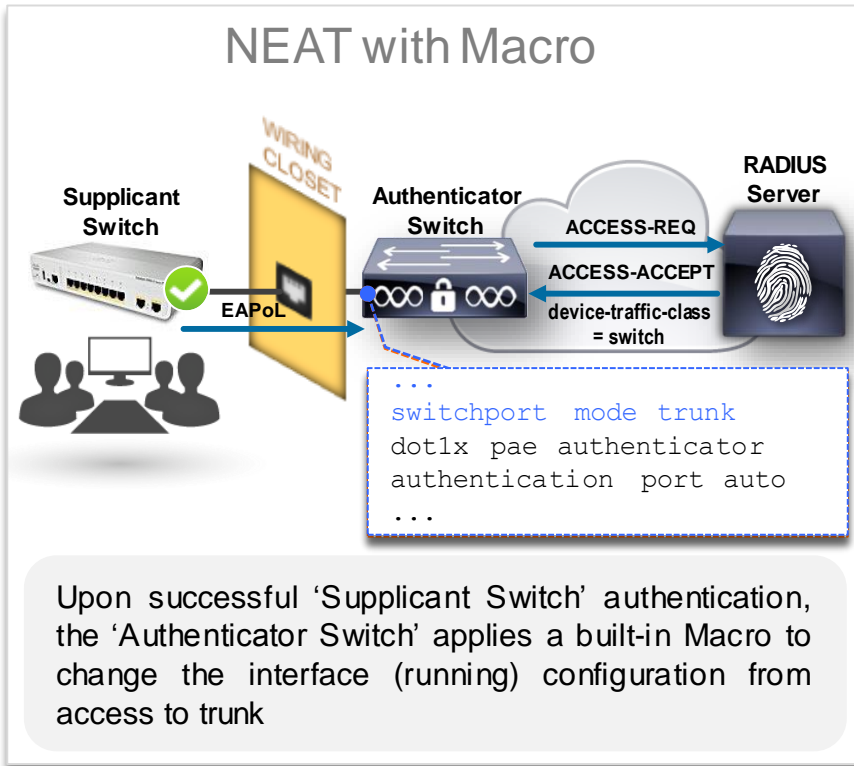 NEAT with Macro
WIRING
CLOSET
Supplicant
Switch
Authenticator
Switch
RADIUS
Server
ACCESS-REQ
ACCESS-ACCEPT
EAPoL
device-traffic-class
= switch
...
switchport mode trunk
dot1x pae authenticator
authentication port auto
...
Upon successful ‘Supplicant Switch’ authentication,
the ‘Authenticator Switch’ applies a built-in Macro to
change the interface (running) configuration from
access to trunk